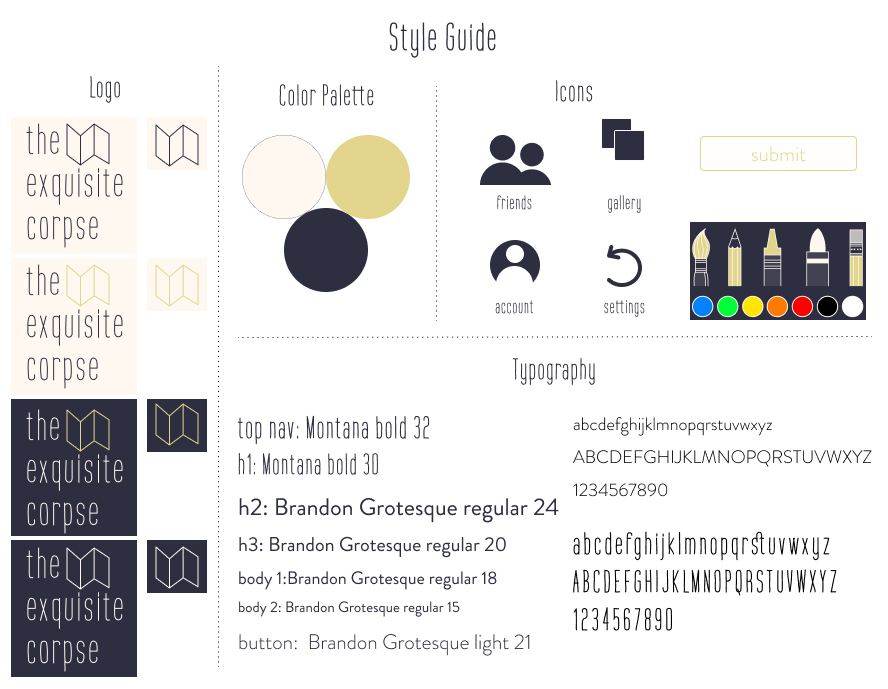 Style Guide
Logo
the
exquisite
corpse
the
exquisite
corpse
the
exquisite
corpse
the
exquisite
corpse
Color Palette
Icons
friends
gallery
account
settings
submit
Typography
top nav: Montana bold 32
h1: Montana bold 30
h2: Brandon Grotesque regular 24
h3: Brandon Grotesque regular 20
body 1:Brandon Grotesque regular 18
body 2: Brandon Grotesque regular 15
button: Brandon Grotesque light 21
abcdefghijklmnopqrstuvwxyz
ABCDEFGHIJKLMNOPQRSTUVWXYZ
1234567890
abcdefghijklmnopqrstuvwxyz
ABCDEFGHIJKLMNOPQRSTUVWXYZ
1234567890